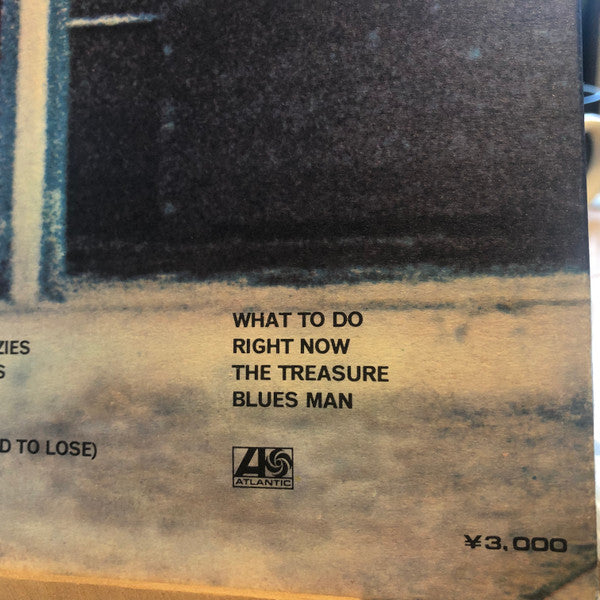 ZIES
S
D TO LOSE)
WHAT TO DO
RIGHT NOW
THE TREASURE
BLUES MAN
ATLANTIC
¥3,000